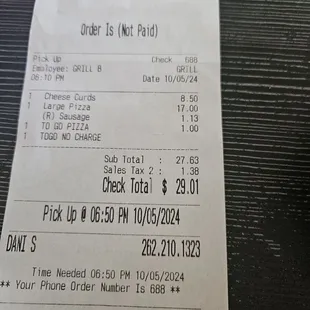 Order Is (Not Paid)
Pick Up Check 688
Employee: GRILL B GRILL
06:10 PM Date 10/05/24
1 Cheese Curds 8.50
1 Large Pizza 17.00
(R) Sausage 1.13
1 TO GO PIZZA 1.00
1 TOGO NO CHARGE
Sub Total : 27.63
Sales Tax 2 : 1.38
Check Total $ 29.01
Pick Up @ 06:50 PM 10/05/2024
DANI S 262.210.1323
Time Needed 06:50 PM 10/05/2024
** Your Phone Order Number Is 688 **